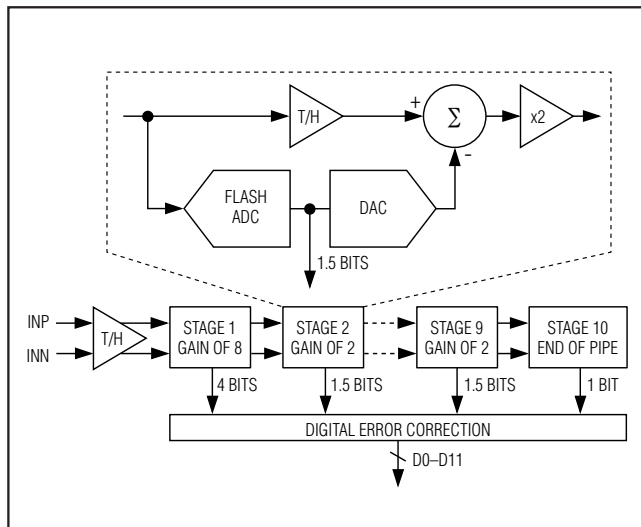 T/H
+
Σ
x2
-
FLASH
ADC
DAC
1.5 BITS
INP
INN
T/H
STAGE 1
GAIN OF 8
STAGE 2
GAIN OF 2
STAGE 9
GAIN OF 2
STAGE 10
END OF PIPE
4 BITS
1.5 BITS
1.5 BITS
1 BIT
DIGITAL ERROR CORRECTION
D0–D11